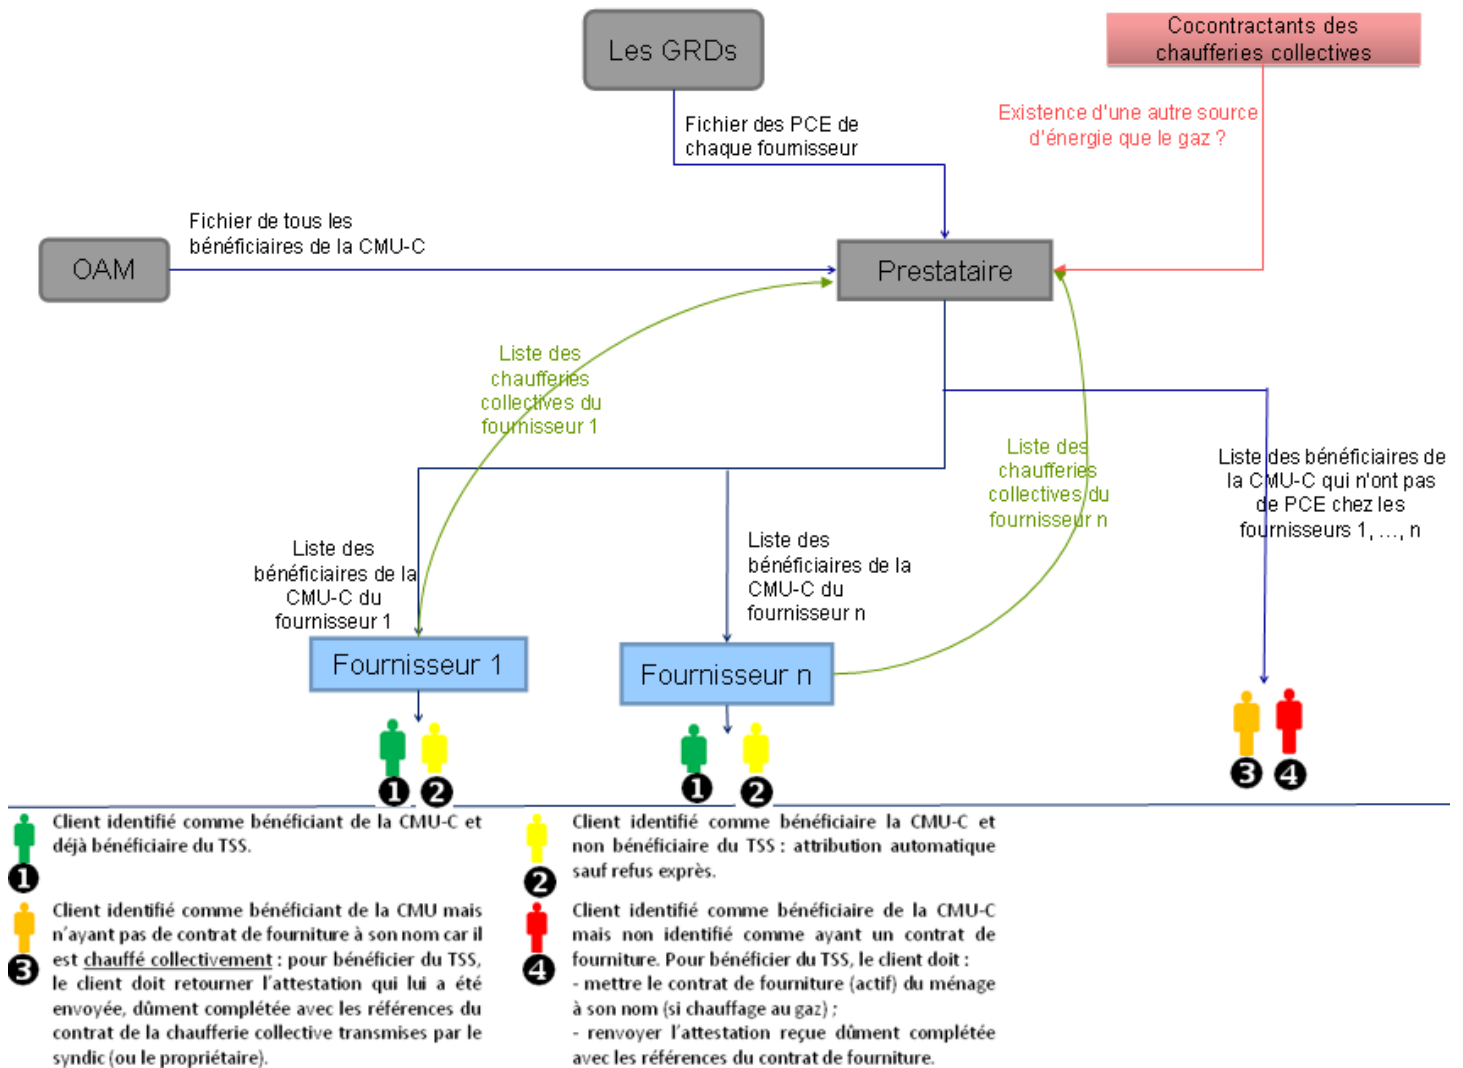 Les GRDs
Cocontractants des
chaufferies collectives
Existence d'une autre source
d'énergie que le gaz ?
Fichier des PCE de
chaque fournisseur
Fichier de tous les
bénéficiaires de la CMU-C
OAM
Prestataire
Liste des
chaufferies
collectives du
fournisseur 1
Liste des
chaufferies
collectives du
fournisseur n
Liste des bénéficiaires de
la CMU-C qui n'ont pas
de PCE chez les
fournisseurs 1, ..., n
Liste des
bénéficiaires de la
CMU-C du
fournisseur 1
Liste des
bénéficiaires de la
CMU-C du
fournisseur n
Fournisseur 1
Fournisseur n
1 2
1 2
3 4
Client identifié comme bénéficiant de la CMU-C et
déjà bénéficiaire du TSS.
1
Client identifié comme bénéficiaire la CMU-C et
non bénéficiaire du TSS : attribution automatique
sauf refus exprès.
2
Client identifié comme bénéficiant de la CMU mais
n'ayant pas de contrat de fourniture à son nom car il
est chauffé collectivement : pour bénéficier du TSS,
le client doit retourner l'attestation qui lui a été
envoyée, dûment complétée avec les références du
contrat de la chaufferie collective transmises par le
syndic (ou le propriétaire).
3
Client identifié comme bénéficiaire de la CMU-C
mais non identifié comme ayant un contrat de
fourniture. Pour bénéficier du TSS, le client doit :
- mettre le contrat de fourniture (actif) du ménage
à son nom (si chauffage au gaz) ;
- renvoyer l'attestation reçue dûment complétée
avec les références du contrat de fourniture.
4